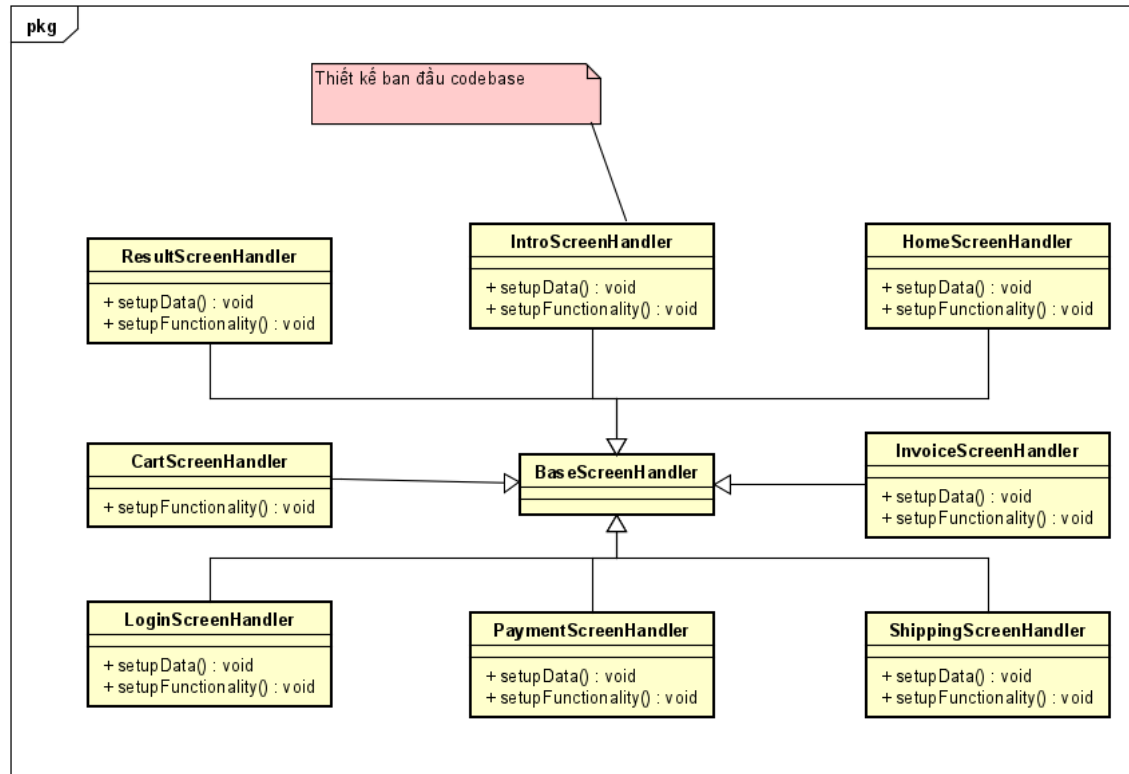 pkg
Thiết kế ban đầu codebase
ResultScreenHandler
+ setupData() : void
+ setupFunctionality() : void
IntroScreenHandler
+ setupData() : void
+ setupFunctionality() : void
HomeScreenHandler
+ setupData() : void
+ setupFunctionality() : void
CartScreenHandler
+ setupFunctionality() : void
BaseScreenHandler
InvoiceScreenHandler
+ setupData() : void
+ setupFunctionality() : void
LoginScreenHandler
+ setupData() : void
+ setupFunctionality() : void
PaymentScreenHandler
+ setupData() : void
+ setupFunctionality() : void
ShippingScreenHandler
+ setupData() : void
+ setupFunctionality() : void